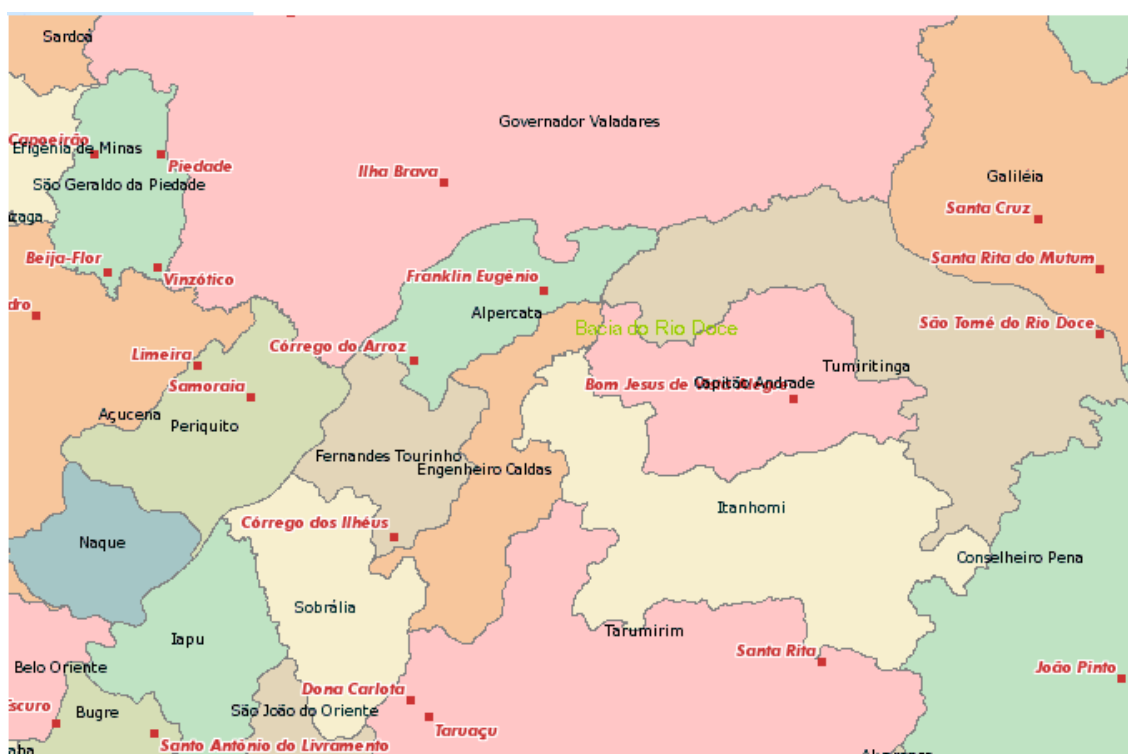 Sardoá
Governador Valadares
Capoeirão
Efigênia de Minas
Piedade
Ilha Brava
Galiléia
São Geraldo da Piedade
Santa Cruz
Beija-Flor
Vinzótico
Franklin Eugênio
Santa Rita do Mutum
dro
Alpercata
Bacia do Rio Doce
São Tomé do Rio Doce
Limeira
Córrego do Arroz
Tumiritinga
Samoraia
Bom Jesus de
Capitão Andrade
Açucena
Periquito
Fernandes Tourinho
Engenheiro Caldas
Itanhomi
Córrego dos Ilhéus
Naque
Conselheiro Pena
Sobrália
Iapu
Tarumirim
Santa Rita
Belo Oriente
João Pinto
Dona Carlota
Escuro
Bugre
São João do Oriente
Taruaçu
Santo Antônio do Livramento